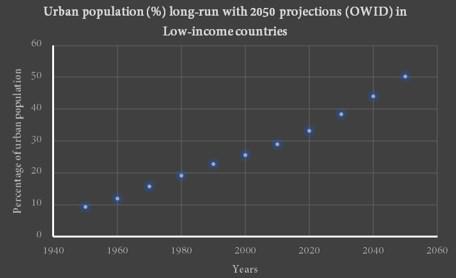 Urban population (%) long-run with 2050 projections (OWID) in
Low-income countries
Percentage of urban population
60
50
40
30
20
10
0
1940 1960 1980 2000 2020 2040 2060
Years